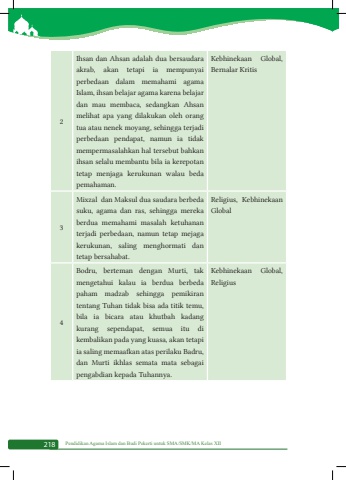 2
Ihsan dan Ahsan adalah dua bersaudara
akrab, akan tetapi ia mempunyai
perbedaan dalam memahami agama
Islam, ihsan belajar agama karena belajar
dan mau membaca, sedangkan Ahsan
melihat apa yang dilakukan oleh orang
tua atau nenek moyang, sehingga terjadi
perbedaan pendapat, namun ia tidak
mempermasalahkan hal tersebut bahkan
ihsan selalu membantu bila ia kerepotan
tetap menjaga kerukunan walau beda
pemahaman.
Kebhinekaan Global,
Bernalar Kritis
3
Mizzal dan Maksul dua saudara berbeda
suku, agama dan ras, sehingga mereka
berdua memahami masalah ketuhanan
terjadi perbedaan, namun tetap mejaga
kerukunan, saling menghormati dan
tetap bersahabat.
Religius, Kebhinekaan
Global
4
Bodru, berteman dengan Murti, tak
mengetahui kalau ia berdua berbeda
paham madzab sehingga pemikiran
tentang Tuhan tidak bisa ada titik temu,
bila ia bicara atau khutbah kadang
kurang sependapat, semua itu di
kembalikan pada yang kuasa, akan tetapi
ia saling memaafkan atas perilaku Badru,
dan Murti ikhlas semata mata sebagai
pengabdian kepada Tuhannya.
Kebhinekaan Global,
Religius
218 Pendidikan Agama Islam dan Budi Pekerti untuk SMA/SMK/MA Kelas XII